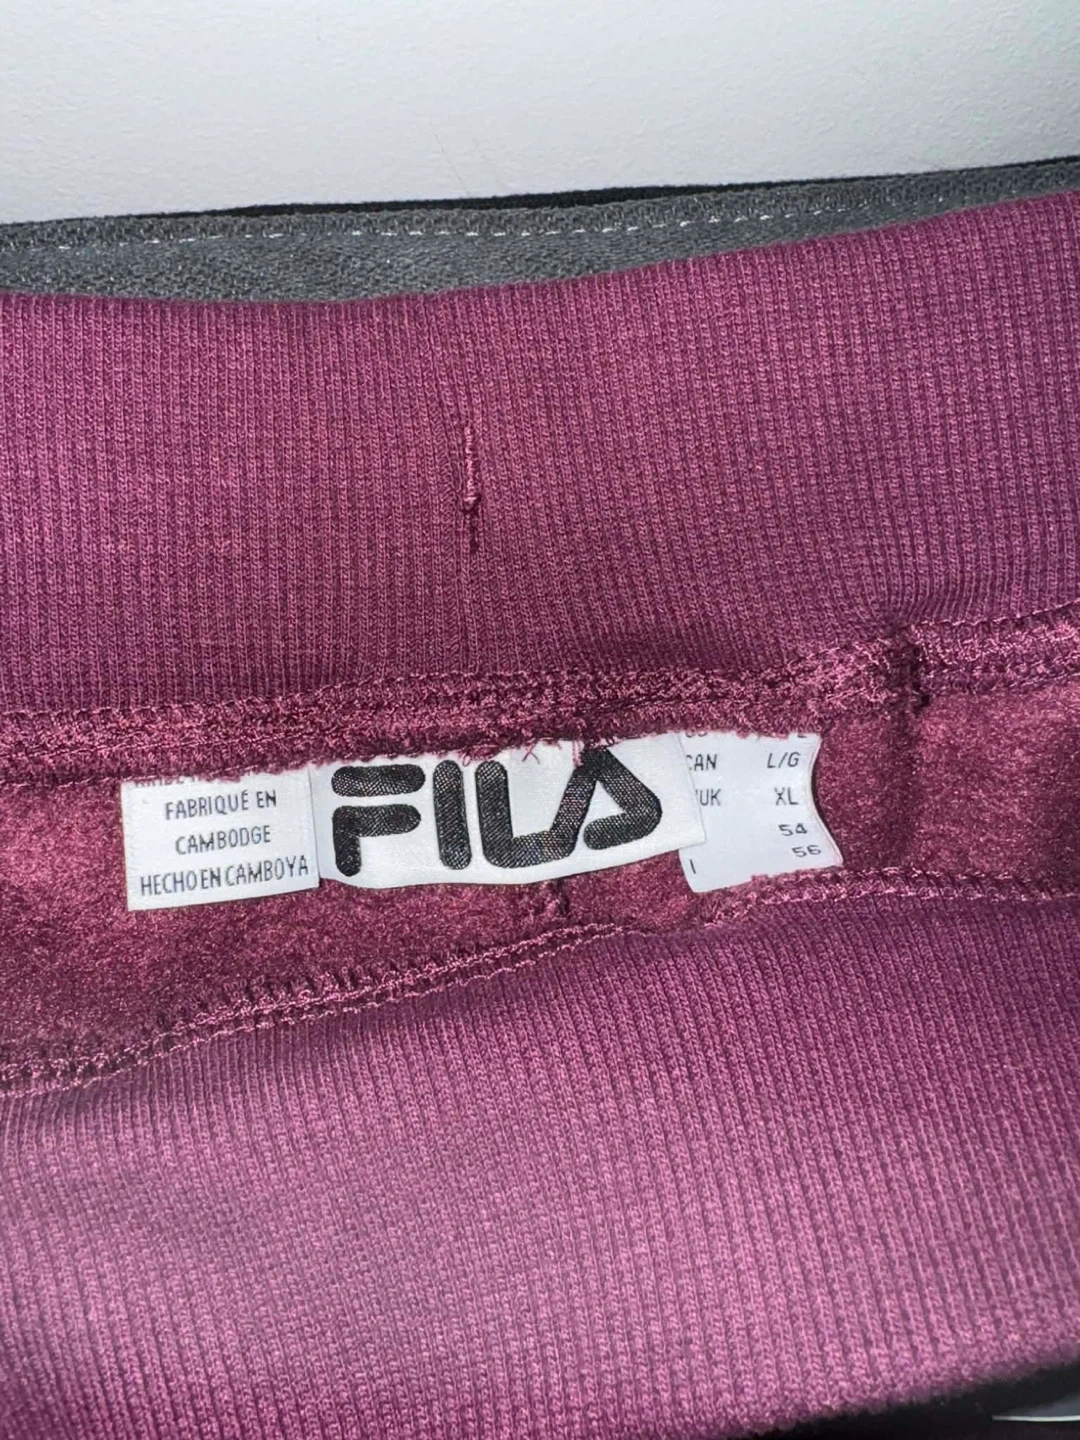 FABRIQUÉ EN
CAMBODGE
HECHO EN CAMBOYA
FILA
CAN L/G
UK XL
54
I 56